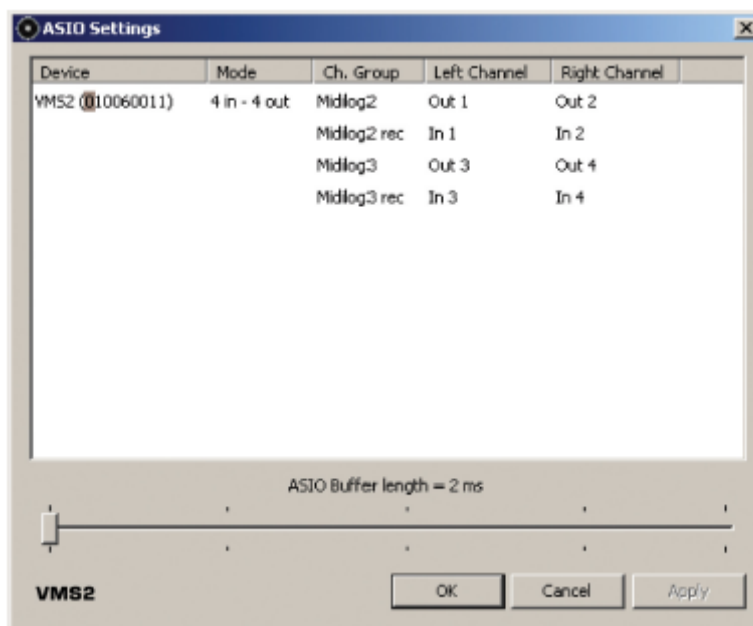 ASIO Settings
Device Mode Ch. Group Left Channel Right Channel
VMS2 (010060011) 4 in - 4 out Midilog2 Out 1 Out 2
Midilog2 rec In 1 In 2
Midilog3 Out 3 Out 4
Midilog3 rec In 3 In 4
ASIO Buffer length = 2 ms
VMS2 OK Cancel Apply